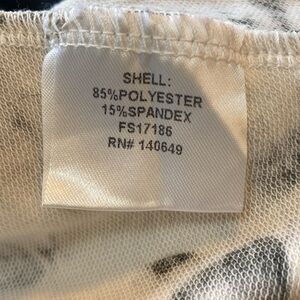 SHELL:
85%POLYESTER
15%SPANDEX
FS17186
RN# 140649